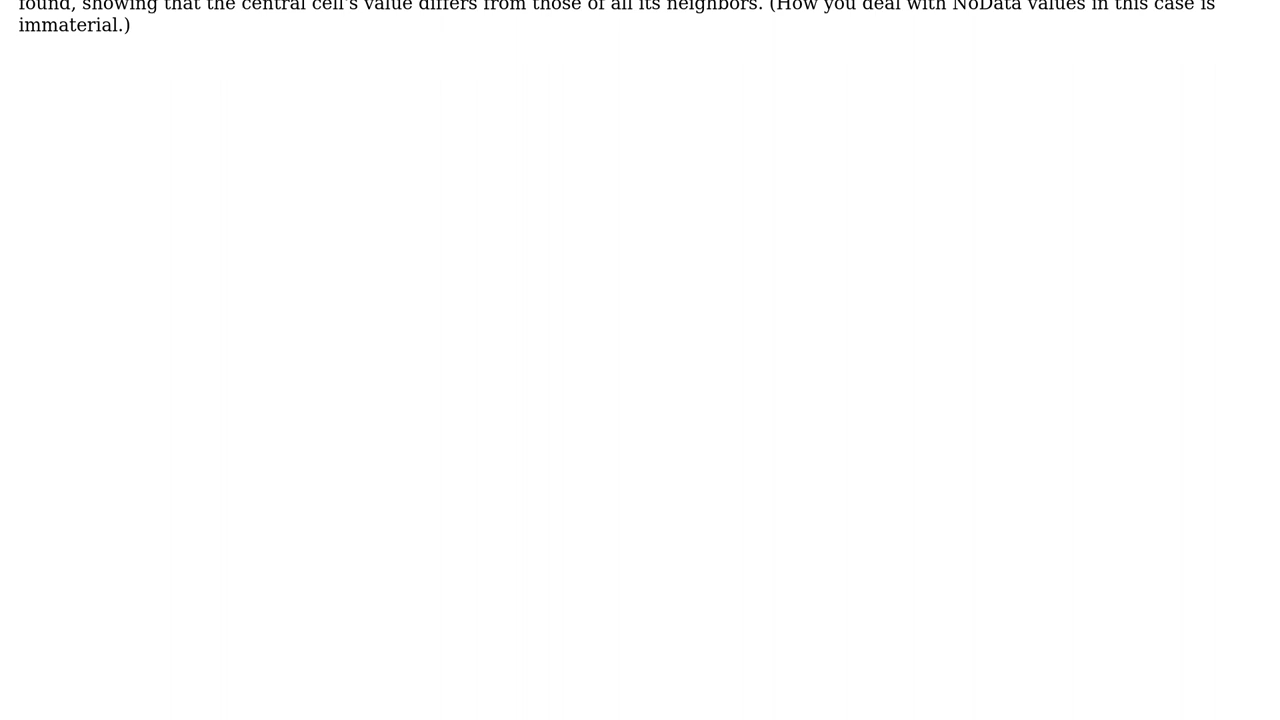 found, showing that the central cell's value differs from those of all its neighbors. (How you deal with NoData values in this case is
immaterial.)